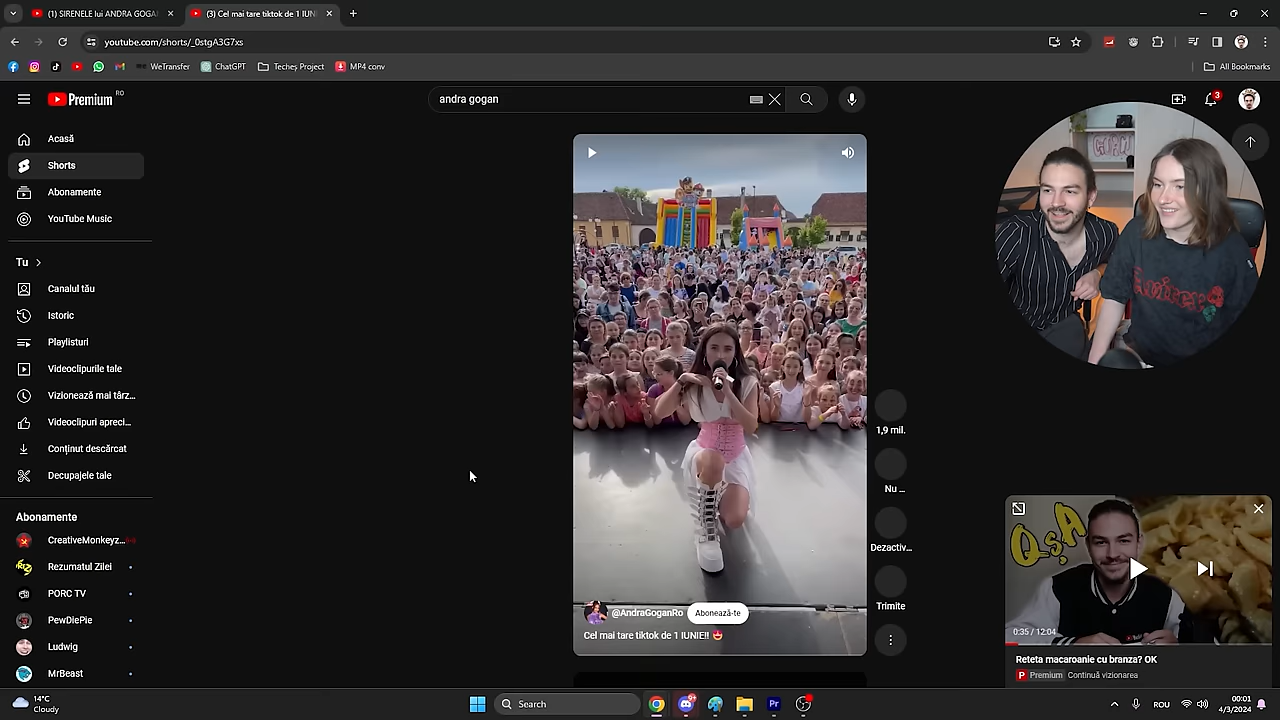 (1) SIRENELE lui ANDRA GOGAN
(3) Cel mai tare tiktok de 1 IUNI
youtube.com/shorts/_0stgA3G7xs
WeTransfer
ChatGPT
Techeș Project
MP4 conv
All Bookmarks
Premium RO
andra gogan
3
Acasă
Shorts
Abonamente
YouTube Music
Tu
Canalul tău
Istoric
Playlisturi
Videoclipurile tale
Vizionează mai târz...
Videoclipuri apreci...
Conținut descărcat
Decupajele tale
Abonamente
CreativeMonkeyz...
Rezumatul Zilei
PORC TV
PewDiePie
Ludwig
MrBeast
1,9 mil.
Nu ...
Dezactiv...
Trimite
@AndraGoganRo
Abonează-te
Cel mai tare tiktok de 1 IUNIE!!
QșA
0:35 / 12:04
Reteta macaroanle cu branza? OK
P Premium Continuă vizionarea
14°C
Cloudy
Search
ROU
00:01
4/3/2024